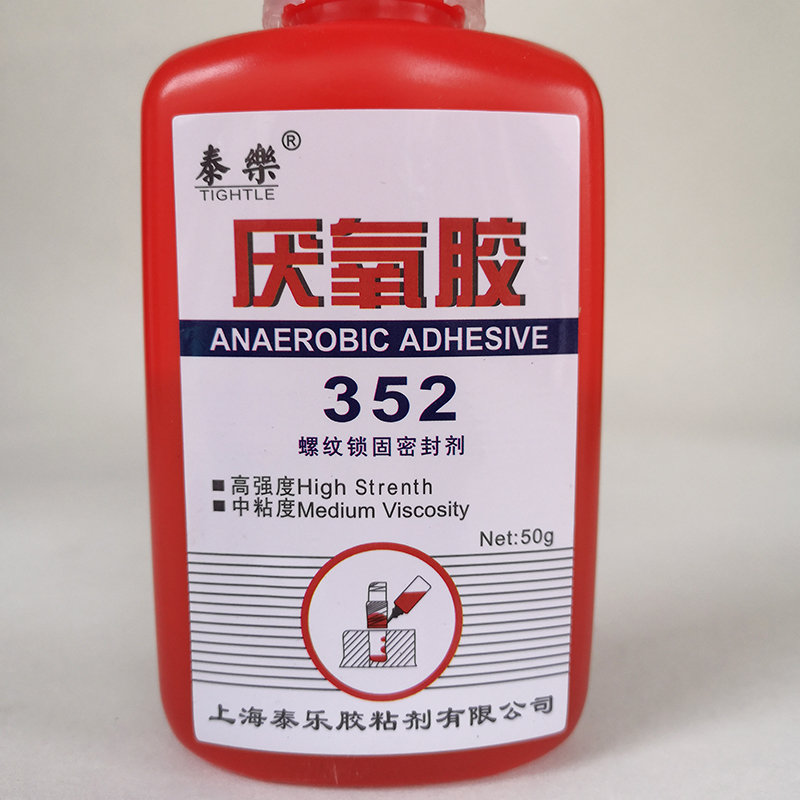 泰樂®
TIGHTLE
厌氧胶
ANAEROBIC ADHESIVE
352
螺纹锁固密封剂
■高强度High Strenth
■中粘度Medium Viscosity
Net:50g
上海泰乐胶粘剂有限公司